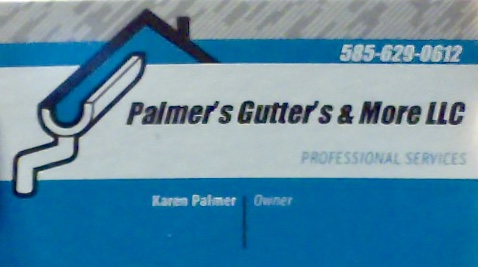 585-629-0612
Palmer's Gutter's & More LLC
PROFESSIONAL SERVICES
Karen Palmer | Owner